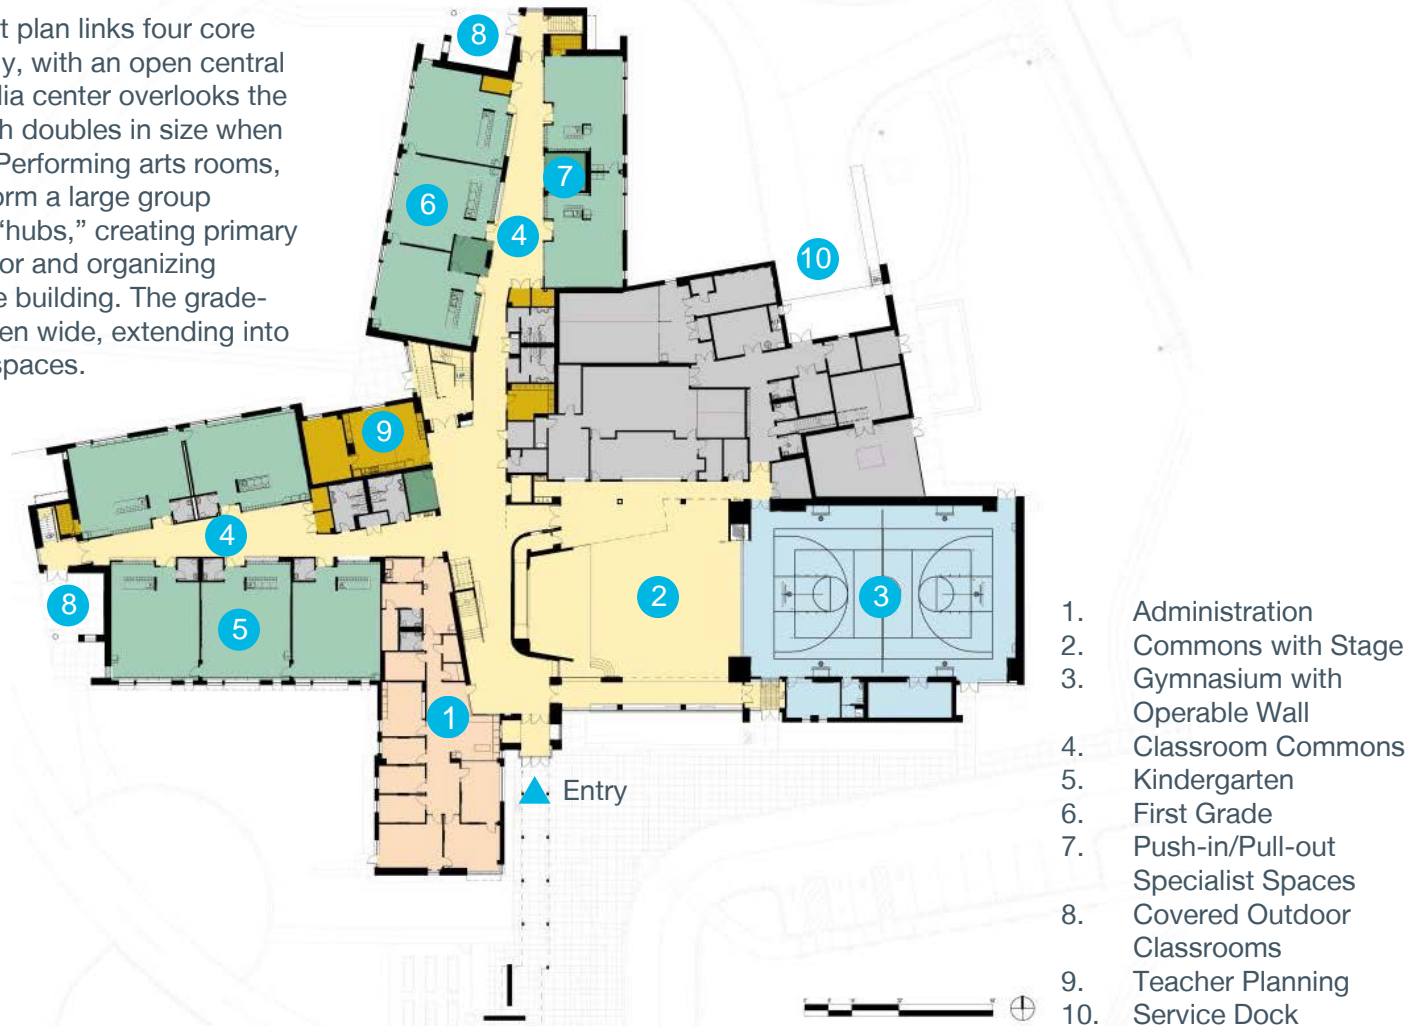 t plan links four core
y, with an open central
dia center overlooks the
h doubles in size when
Performing arts rooms,
orm a large group
“hubs,” creating primary
or and organizing
e building. The grade-
en wide, extending into
spaces.
8
7
6
4
10
9
4
8
5
2
3
1
Entry
1. Administration
2. Commons with Stage
3. Gymnasium with
Operable Wall
4. Classroom Commons
5. Kindergarten
6. First Grade
7. Push-in/Pull-out
Specialist Spaces
8. Covered Outdoor
Classrooms
9. Teacher Planning
10. Service Dock